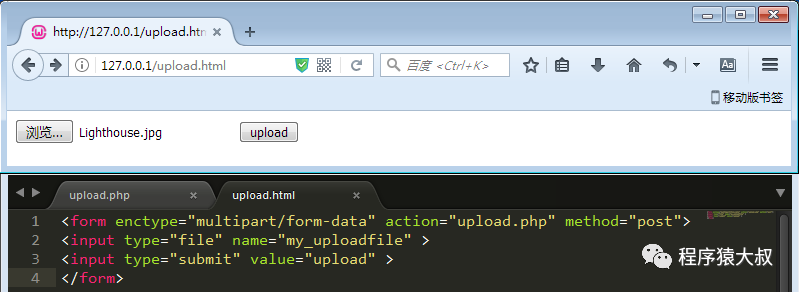 http://127.0.0.1/upload.htm
127.0.0.1/upload.html
百度 <Ctrl+K>
移动版书签
浏览... Lighthouse.jpg upload
upload.php upload.html
1 <form enctype="multipart/form-data" action="upload.php" method="post">
2 <input type="file" name="my_uploadfile" >
3 <input type="submit" value="upload" >
4 </form>
程序猿大叔